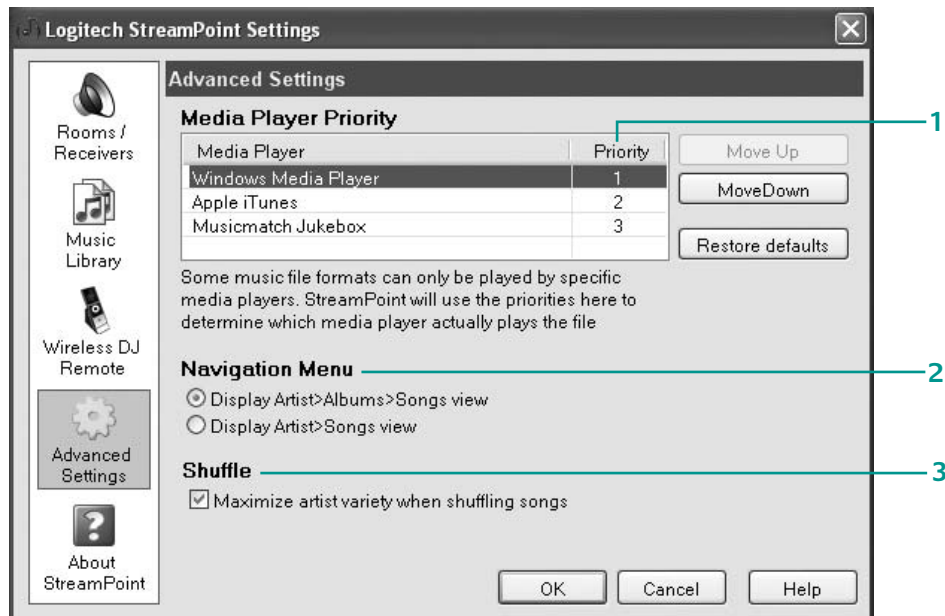 Logitech StreamPoint Settings
Rooms /
Receivers
Music
Library
Wireless DJ
Remote
Advanced
Settings
About
StreamPoint
Advanced Settings
Media Player Priority
1
Media Player Priority
Windows Media Player 1
Apple iTunes 2
Musicmatch Jukebox 3
Move Up
MoveDown
Restore defaults
Some music file formats can only be played by specific
media players. StreamPoint will use the priorities here to
determine which media player actually plays the file
Navigation Menu
2
Display Artist>Albums>Songs view
Display Artist>Songs view
Shuffle
3
Maximize artist variety when shuffling songs
OK Cancel Help